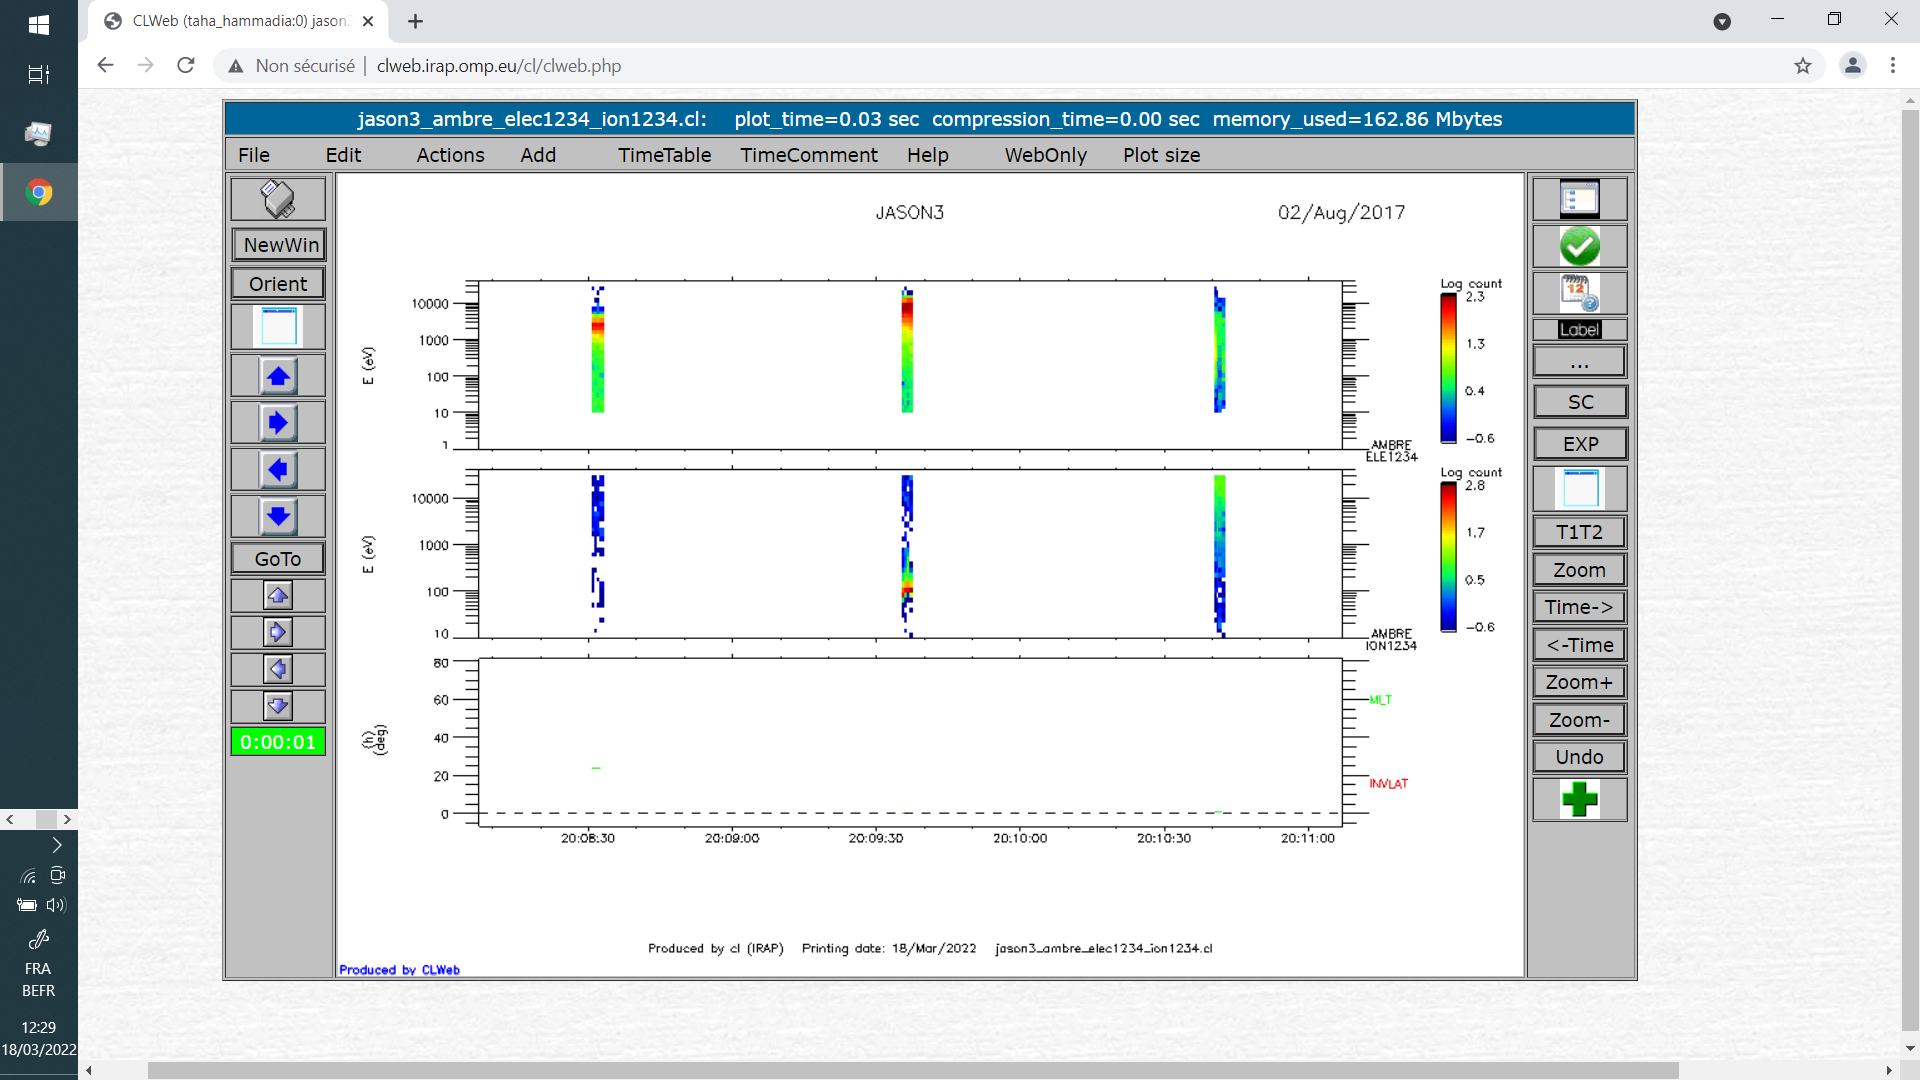 CLWeb (taha_hammadia:0) jason3
Non sécurisé | clweb.irap.omp.eu/cl/clweb.php
jason3_ambre_elec1234_ion1234.cl: plot_time=0.03 sec compression_time=0.00 sec memory_used=162.86 Mbytes
File Edit Actions Add TimeTable TimeComment Help WebOnly Plot size
NewWin
Orient
GoTo
0:00:01
JASON3 02/Aug/2017
Log count
2.3
1.3
0.4
-0.6
10000
1000
100
10
1
E (eV)
AMBRE
ELE1234
Log count
2.8
1.7
0.5
-0.6
10000
1000
100
10
E (eV)
AMBRE
ION1234
80
60
40
20
0
(h)
(deg)
MLT
INVLAT
20:08:30 20:09:00 20:09:30 20:10:00 20:10:30 20:11:00
Produced by cl (IRAP) Printing date: 18/Mar/2022 jason3_ambre_elec1234_ion1234.cl
Produced by CLWeb
12
Label
...
SC
EXP
T1T2
Zoom
Time->
<-Time
Zoom+
Zoom-
Undo
FRA
BEFR
12:29
18/03/2022